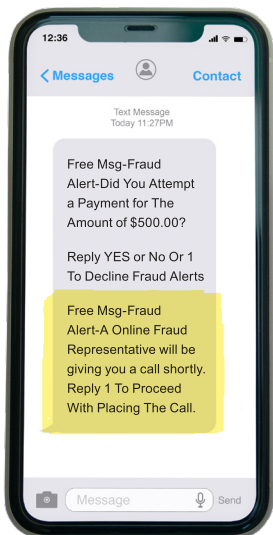 12:36
Messages
Contact
Text Message
Today 11:27PM
Free Msg-Fraud
Alert-Did You Attempt
a Payment for The
Amount of $500.00?
Reply YES or No Or 1
To Decline Fraud Alerts
Free Msg-Fraud
Alert-A Online Fraud
Representative will be
giving you a call shortly.
Reply 1 To Proceed
With Placing The Call.
Message
Send